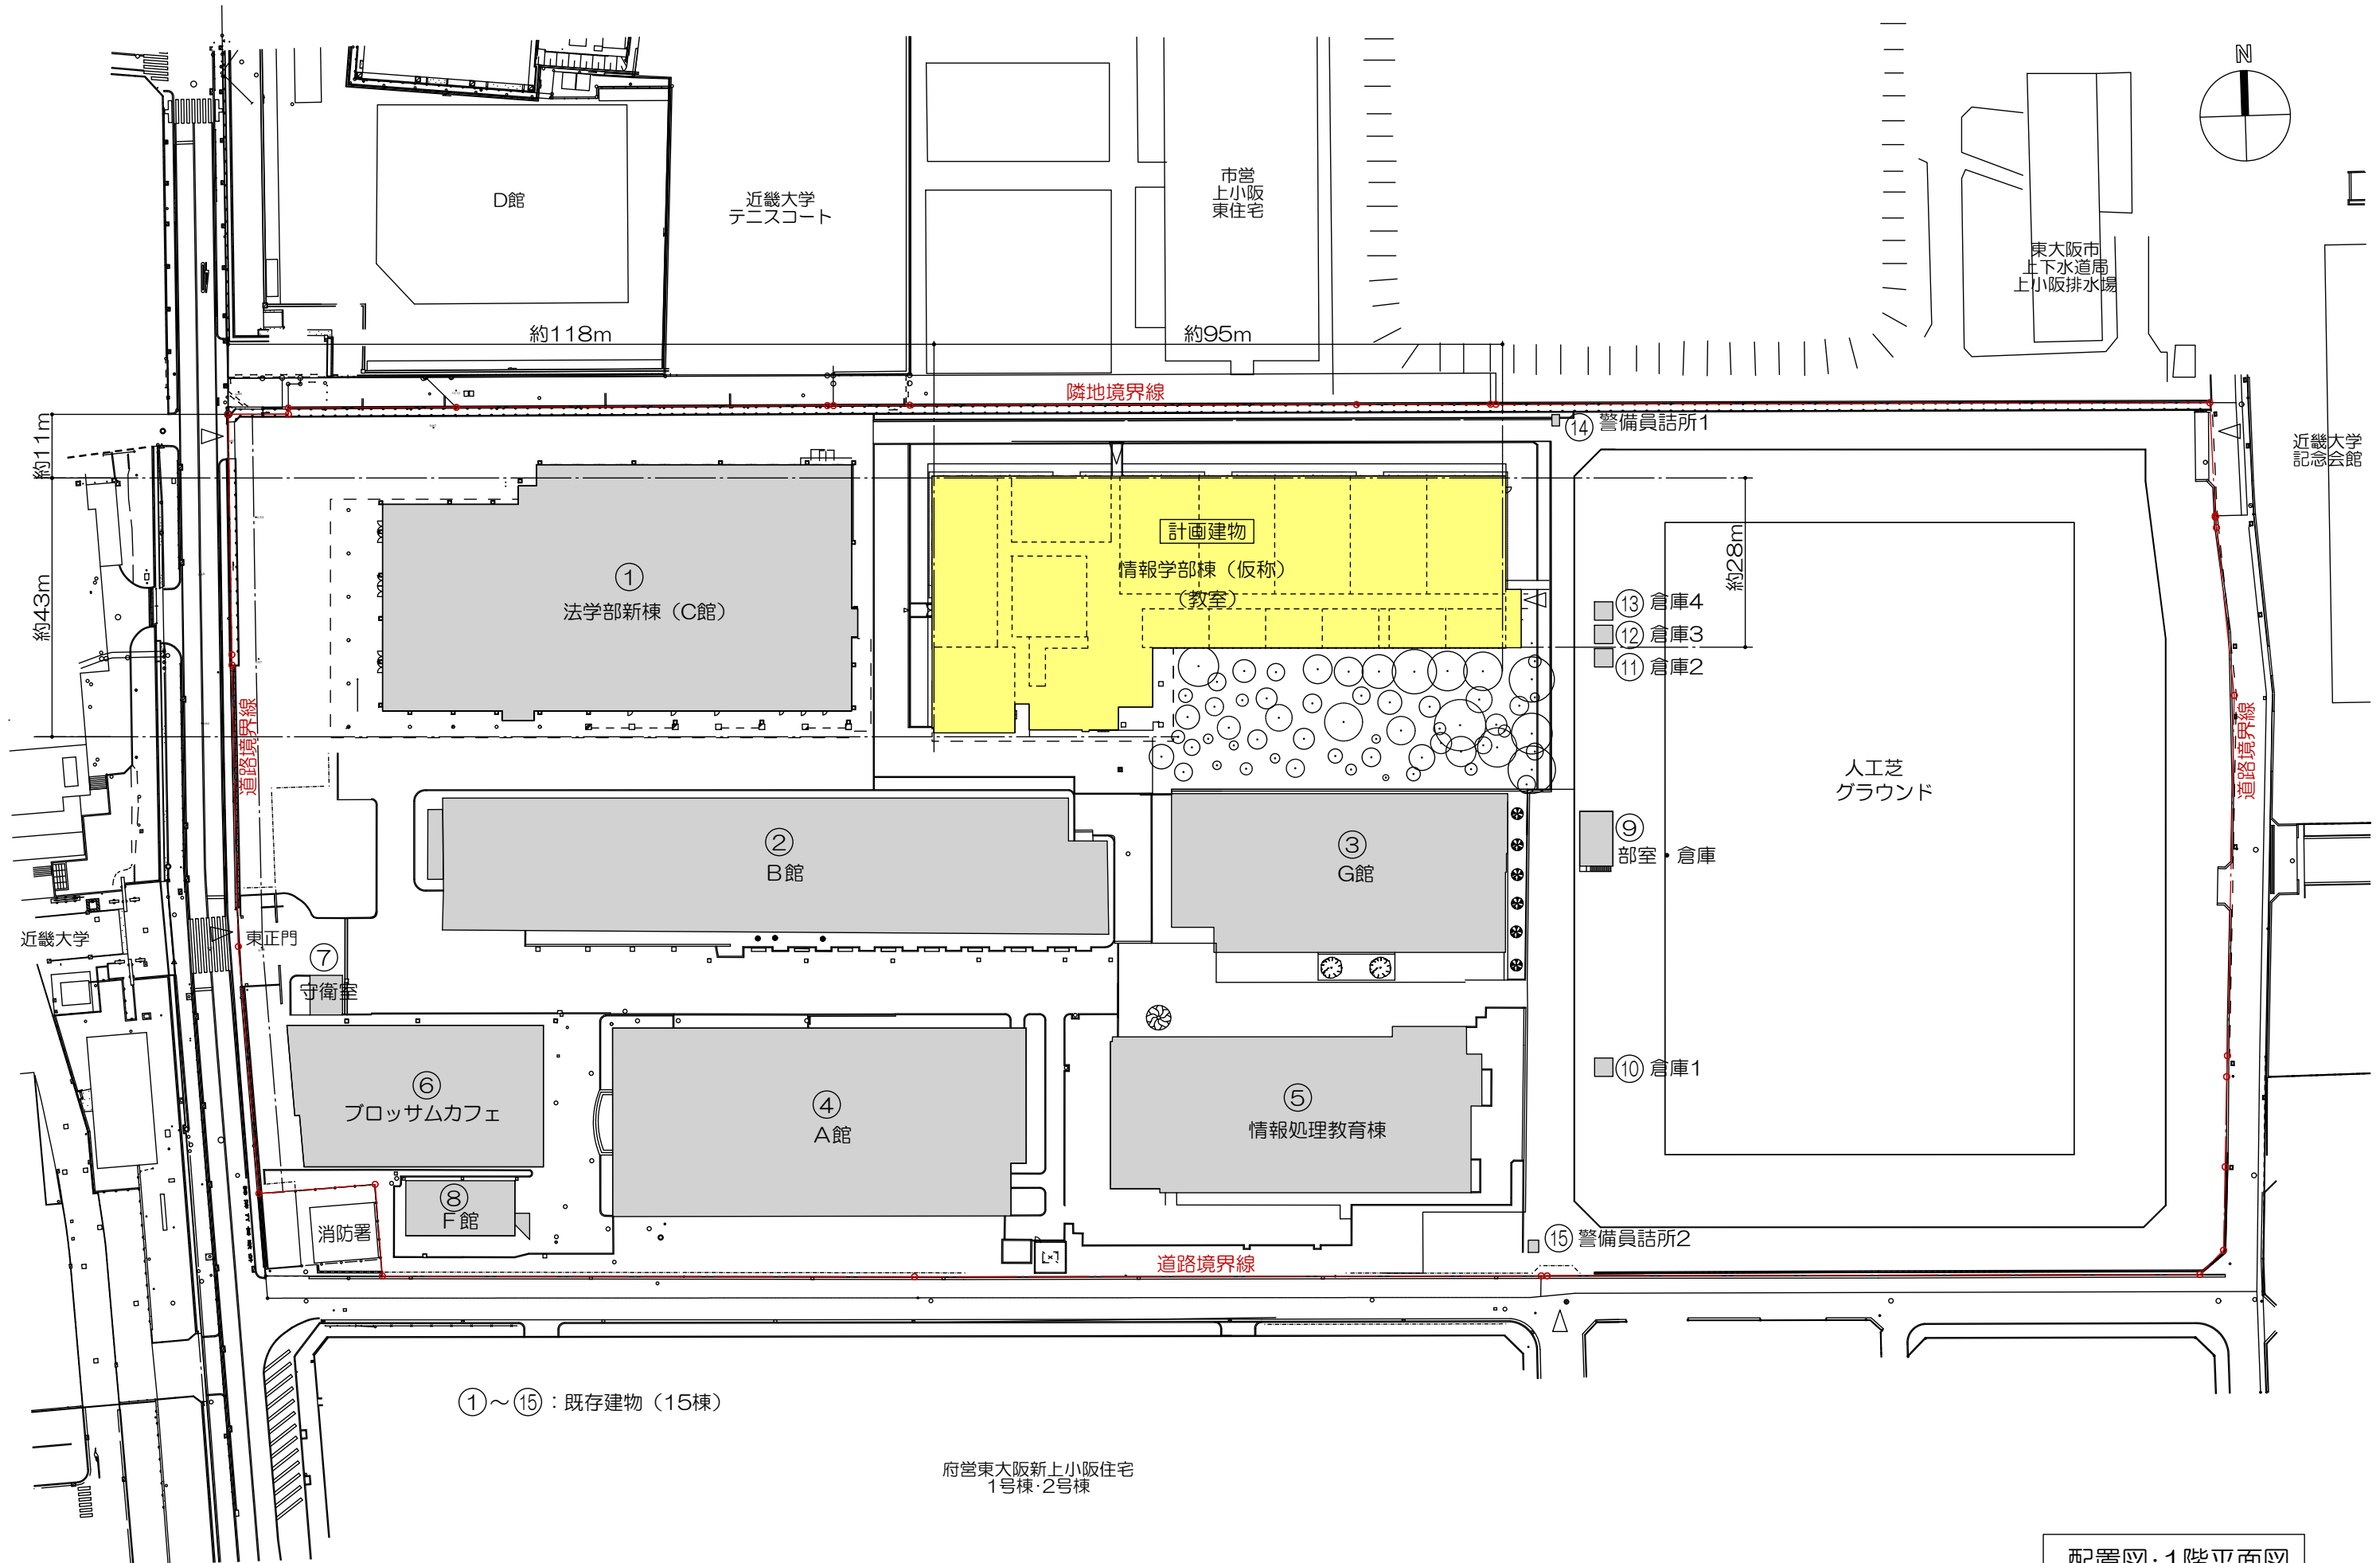 N
D館
近畿大学
テニスコート
市営
上小阪
東住宅
東大阪市
上下水道局
上小阪排水場
近畿大学
記念会館
約118m
約95m
隣地境界線
約11m
約43m
約28m
⑭ 警備員詰所1
計画建物
情報学部棟（仮称）
（教室）
①
法学部新棟（C館）
⑬ 倉庫4
⑫ 倉庫3
⑪ 倉庫2
道路境界線
道路境界線
人工芝
グラウンド
②
B館
③
G館
⑨
部室・倉庫
近畿大学
東正門
⑦
守衛室
⑥
ブロッサムカフェ
④
A館
⑤
情報処理教育棟
⑩ 倉庫1
⑧
F館
消防署
⑮ 警備員詰所2
道路境界線
①～⑮：既存建物（15棟）
府営東大阪新上小阪住宅
1号棟・2号棟
配置図・1階平面図